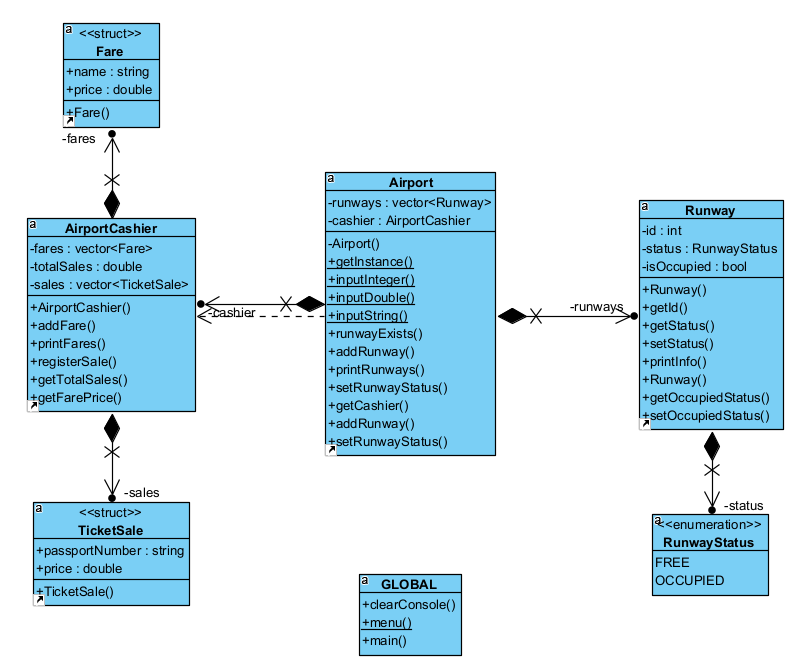 a
<<struct>>
Fare
+name : string
+price : double
+Fare()
-fares
a
AirportCashier
-fares : vector<Fare>
-totalSales : double
-sales : vector<TicketSale>
+AirportCashier()
+addFare()
+printFares()
+registerSale()
+getTotalSales()
+getFarePrice()
-cashier
-sales
a
<<struct>>
TicketSale
+passportNumber : string
+price : double
+TicketSale()
a
Airport
-runways : vector<Runway>
-cashier : AirportCashier
-Airport()
+getInstance()
+inputInteger()
+inputDouble()
+inputString()
+runwayExists()
+addRunway()
+printRunways()
+setRunwayStatus()
+getCashier()
+addRunway()
+setRunwayStatus()
-runways
a
Runway
-id : int
-status : RunwayStatus
-isOccupied : bool
+Runway()
+getId()
+getStatus()
+setStatus()
+printInfo()
+Runway()
+getOccupiedStatus()
+setOccupiedStatus()
-status
a
<<enumeration>>
RunwayStatus
FREE
OCCUPIED
a
GLOBAL
+clearConsole()
+menu()
+main()